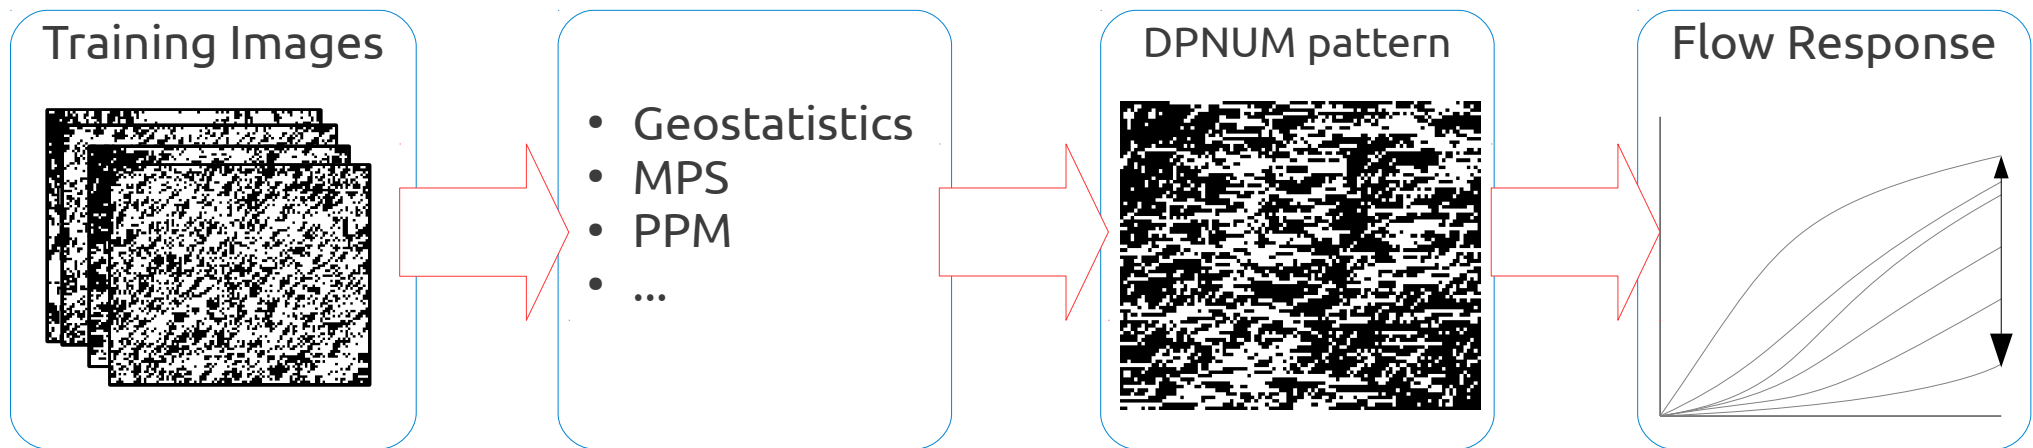 Training Images
• Geostatistics
• MPS
• PPM
• ...
DPNUM pattern
Flow Response